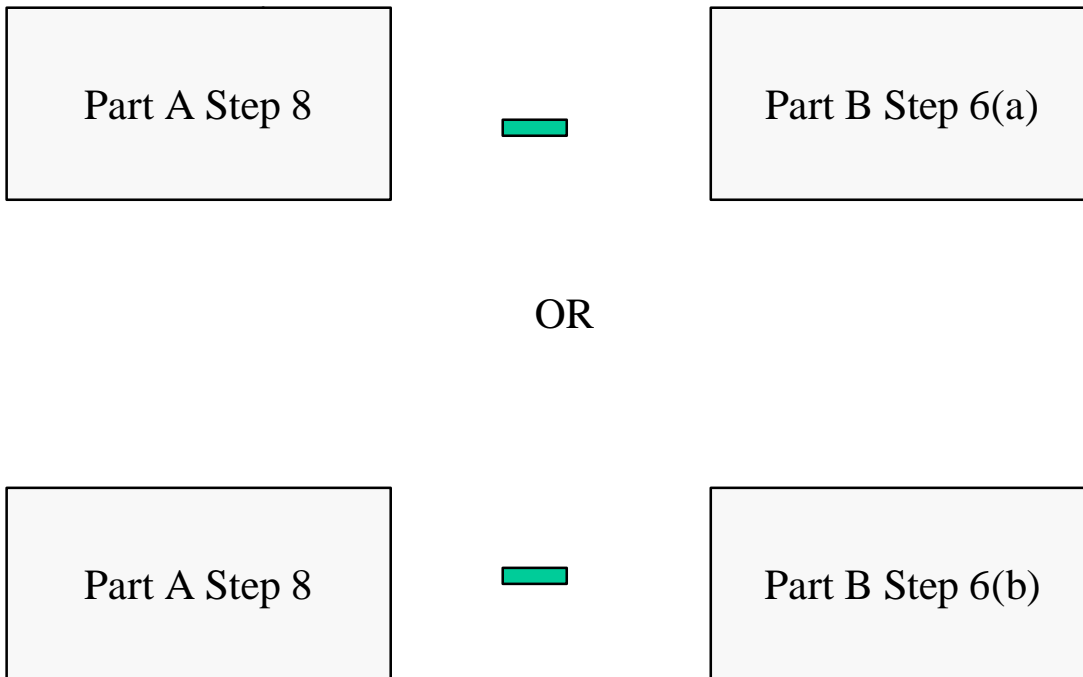 Part A Step 8
Part B Step 6(a)
OR
Part A Step 8
Part B Step 6(b)